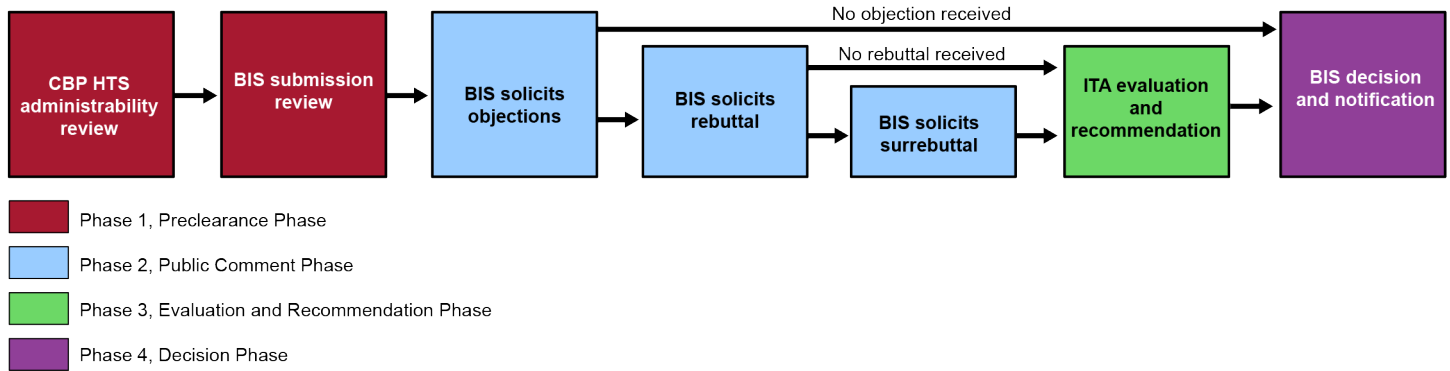 No objection received
No rebuttal received
CBP HTS
administrability
review
BIS submission
review
BIS solicits
objections
BIS solicits
rebuttal
BIS solicits
surrebuttal
ITA evaluation
and
recommendation
BIS decision
and notification
Phase 1, Preclearance Phase
Phase 2, Public Comment Phase
Phase 3, Evaluation and Recommendation Phase
Phase 4, Decision Phase